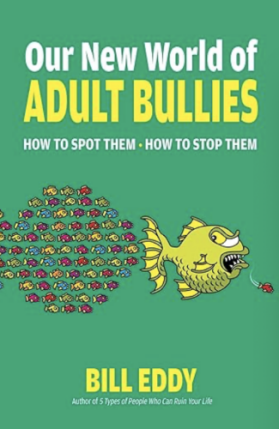 Our New World of
ADULT BULLIES
HOW TO SPOT THEM • HOW TO STOP THEM
BILL EDDY
Author of 5 Types of People Who Can Ruin Your Life